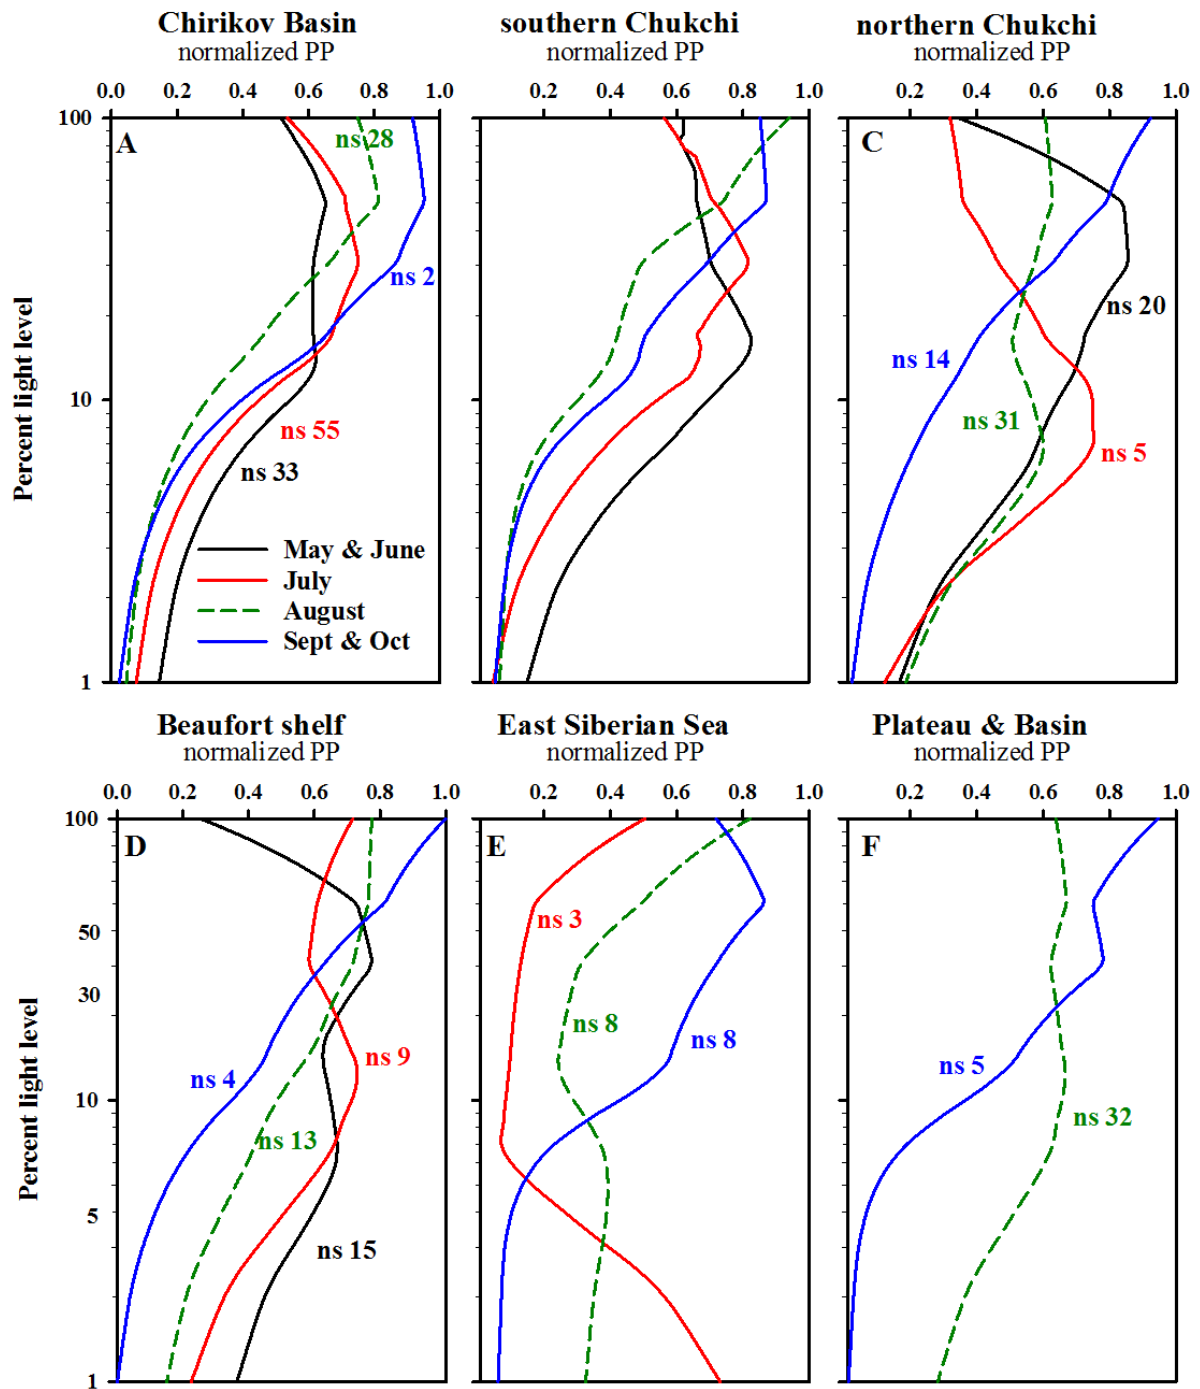 Chirikov Basin
normalized PP
southern Chukchi
normalized PP
northern Chukchi
normalized PP
0.0 0.2 0.4 0.6 0.8 1.0
0.2 0.4 0.6 0.8 1.0
0.2 0.4 0.6 0.8 1.0
100
10
1
Percent light level
A
ns 28
ns 2
ns 55
ns 33
May & June
July
August
Sept & Oct
C
ns 20
ns 14
ns 31
ns 5
Beaufort shelf
normalized PP
East Siberian Sea
normalized PP
Plateau & Basin
normalized PP
0.0 0.2 0.4 0.6 0.8 1.0
0.2 0.4 0.6 0.8 1.0
0.2 0.4 0.6 0.8 1.0
100
50
30
10
5
1
Percent light level
D
ns 9
ns 4
ns 13
ns 15
E
ns 3
ns 8
ns 8
F
ns 5
ns 32